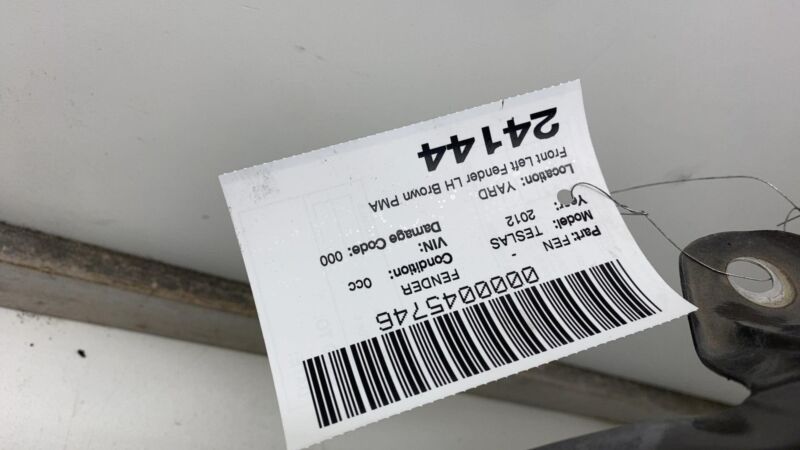 0000045746
Part: FEN - FENDER
Model: TESLAS Condition: 0cc
Year: 2012 VIN:
Location: YARD Damage Code: 000
Front Left Fender LH Brown PMA
24144